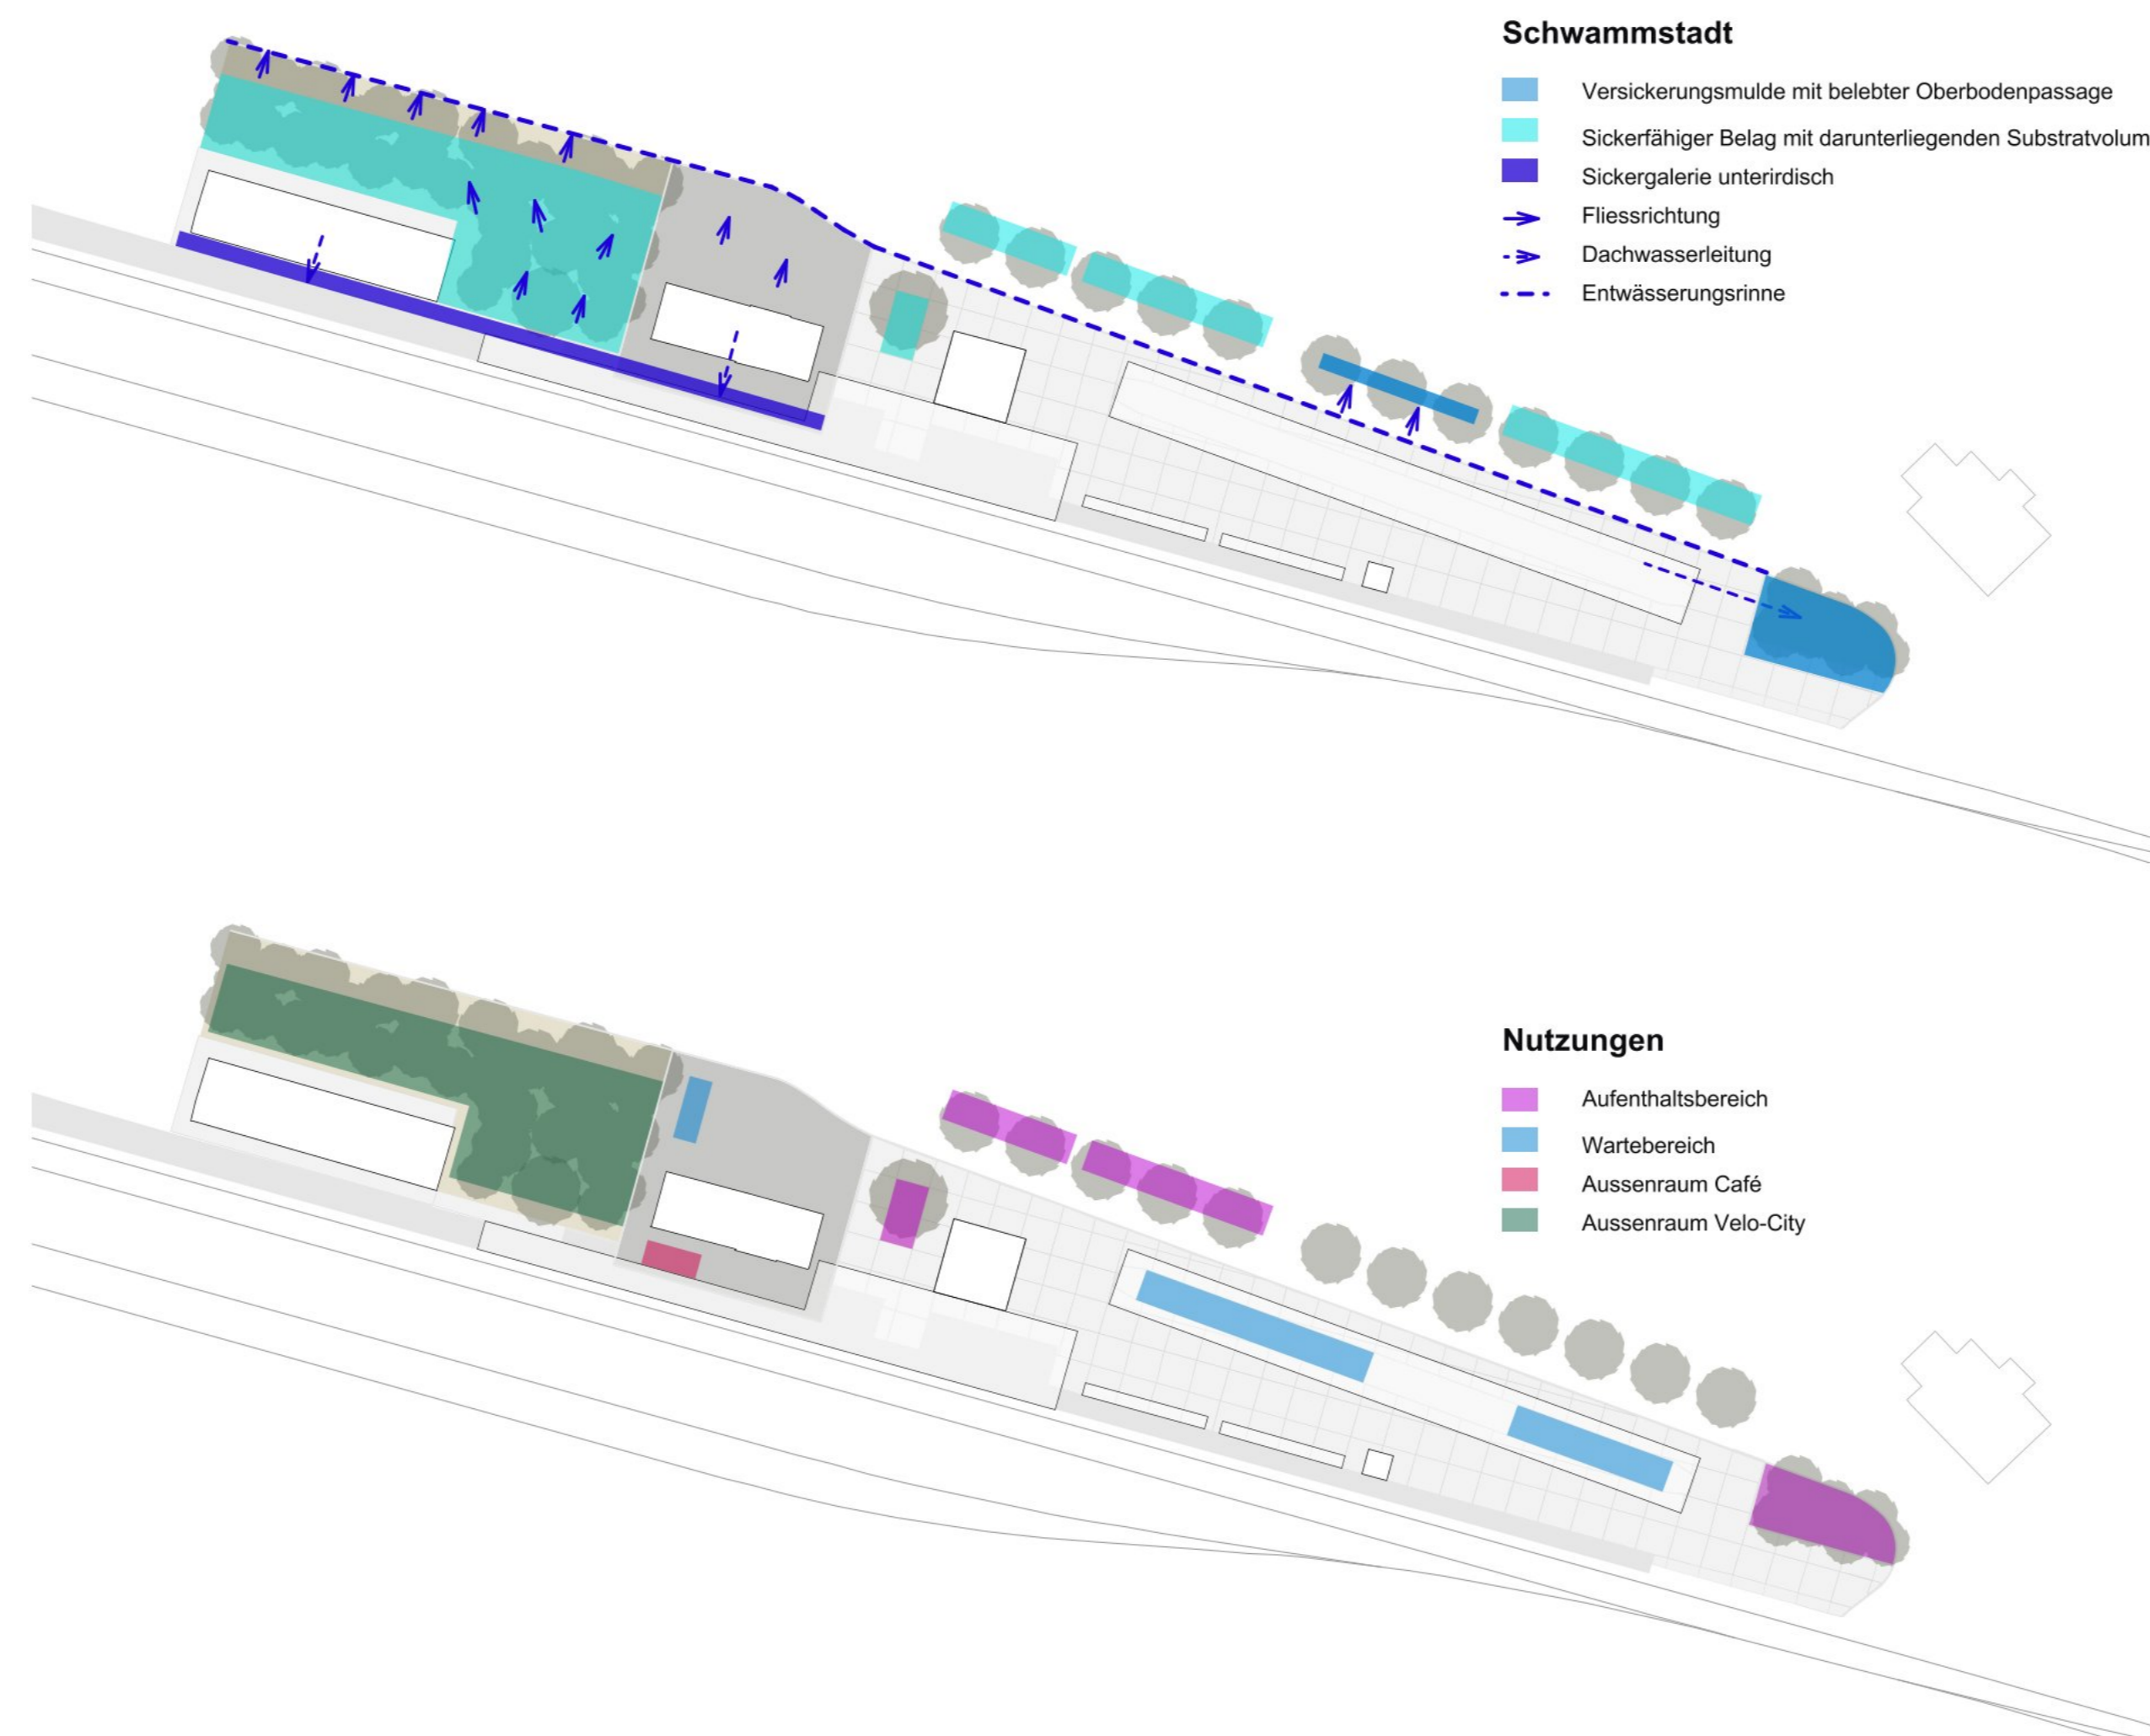 Schwammstadt
Versickerungsmulde mit belebter Oberbodenpassage
Sickerfähiger Belag mit darunterliegenden Substratvolum
Sickergalerie unterirdisch
Fliessrichtung
Dachwasserleitung
Entwässerungsrinne
Nutzungen
Aufenthaltsbereich
Wartebereich
Aussenraum Café
Aussenraum Velo-City